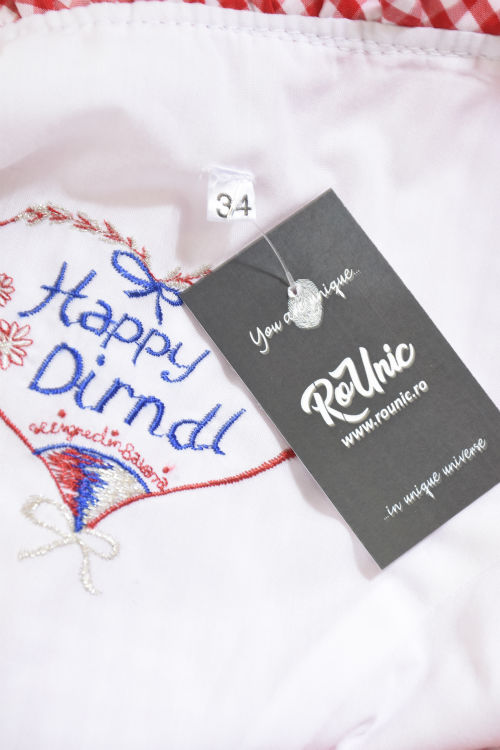 34
You are unique...
RoUnic
www.rounic.ro
...in unique universe
Happy
Dirndl